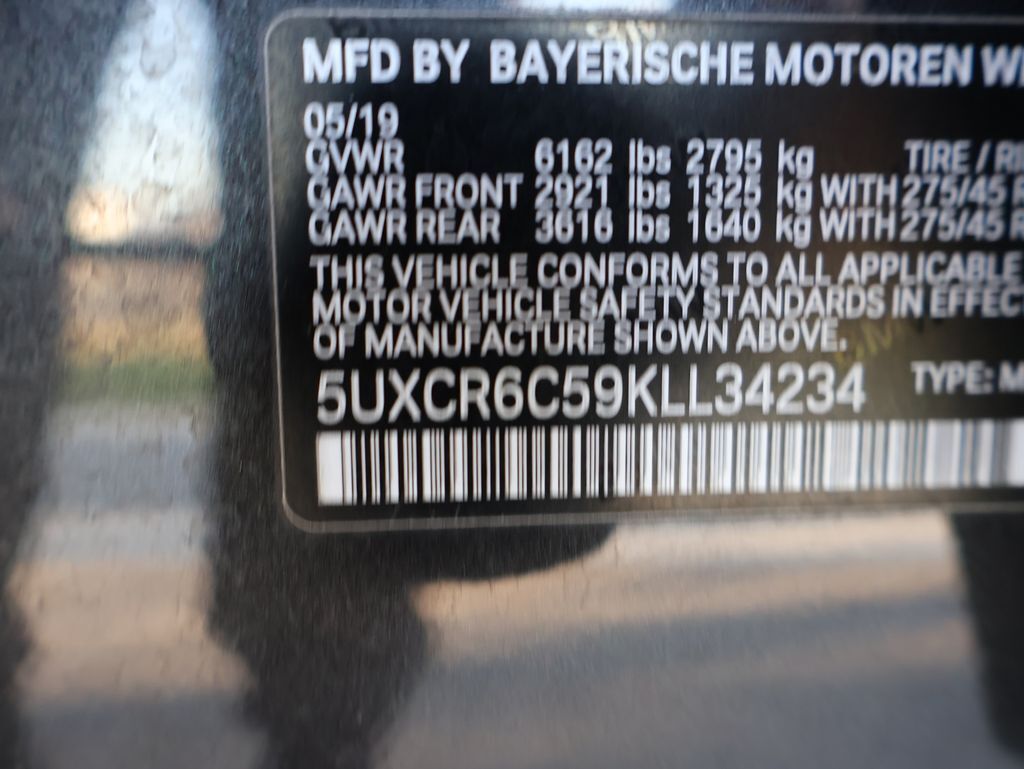 MFD BY BAYERISCHE MOTOREN
05/19
GVWR 6162 lbs 2795 kg TIRE /
GAWR FRONT 2921 lbs 1325 kg WITH 275/45 R
GAWR REAR 3616 lbs 1640 kg WITH 275/45 R
THIS VEHICLE CONFORMS TO ALL APPLICABLE
MOTOR VEHICLE SAFETY STANDARDS IN EFFECT
OF MANUFACTURE SHOWN ABOVE.
5UXCR6C59KLL34234 TYPE: